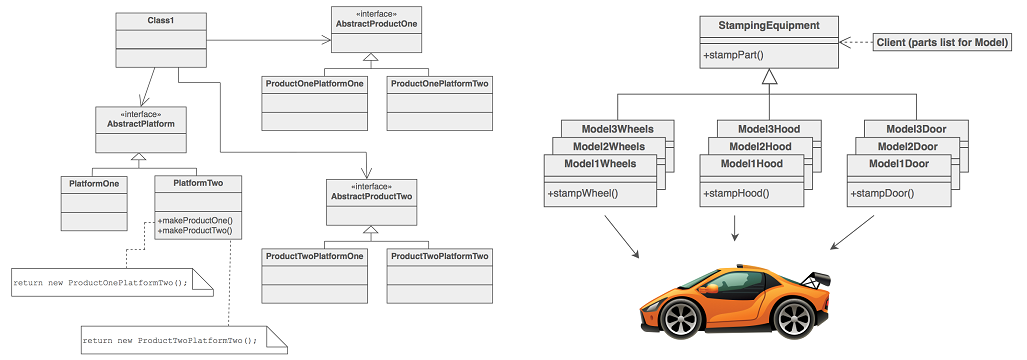 Class1
«interface»
AbstractProductOne
ProductOnePlatformOne
ProductOnePlatformTwo
«interface»
AbstractPlatform
PlatformOne
PlatformTwo
+makeProductOne()
+makeProductTwo()
«interface»
AbstractProductTwo
ProductTwoPlatformOne
ProductTwoPlatformTwo
return new ProductOnePlatformTwo();
return new ProductTwoPlatformTwo();
StampingEquipment
+stampPart()
Client (parts list for Model)
Model3Wheels
Model2Wheels
Model1Wheels
+stampWheel()
Model3Hood
Model2Hood
Model1Hood
+stampHood()
Model3Door
Model2Door
Model1Door
+stampDoor()